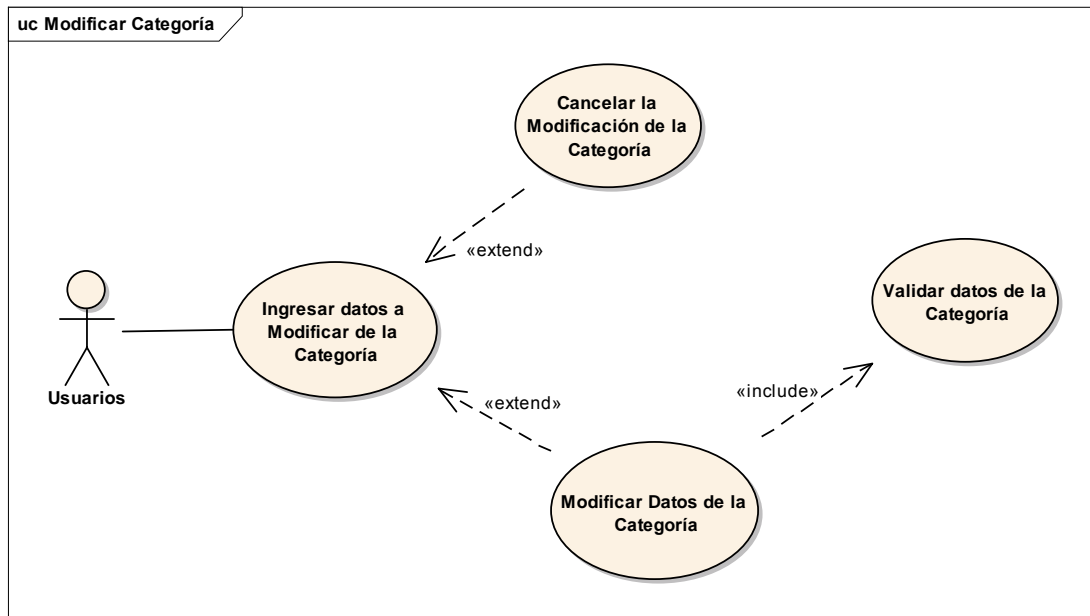 uc Modificar Categoría
Cancelar la
Modificación de la
Categoría
«extend»
Ingresar datos a
Modificar de la
Categoría
Usuarios
Validar datos de la
Categoría
«extend»
«include»
Modificar Datos de la
Categoría